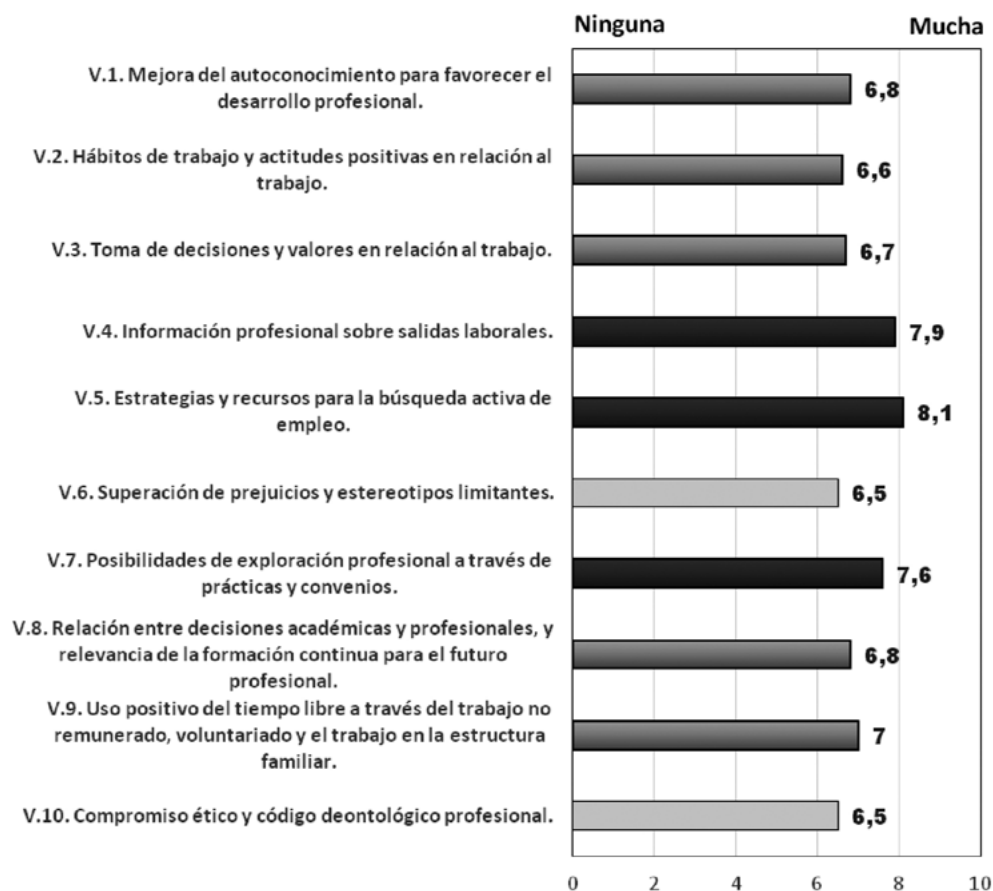 Ninguna Mucha
V.1. Mejora del autoconocimiento para favorecer el
desarrollo profesional.
6,8
V.2. Hábitos de trabajo y actitudes positivas en relación al
trabajo.
6,6
V.3. Toma de decisiones y valores en relación al trabajo.
6,7
V.4. Información profesional sobre salidas laborales.
7,9
V.5. Estrategias y recursos para la búsqueda activa de
empleo.
8,1
V.6. Superación de prejuicios y estereotipos limitantes.
6,5
V.7. Posibilidades de exploración profesional a través de
prácticas y convenios.
7,6
V.8. Relación entre decisiones académicas y profesionales, y
relevancia de la formación continua para el futuro
profesional.
6,8
V.9. Uso positivo del tiempo libre a través del trabajo no
remunerado, voluntariado y el trabajo en la estructura
familiar.
7
V.10. Compromiso ético y código deontológico profesional.
6,5
0 2 4 6 8 10